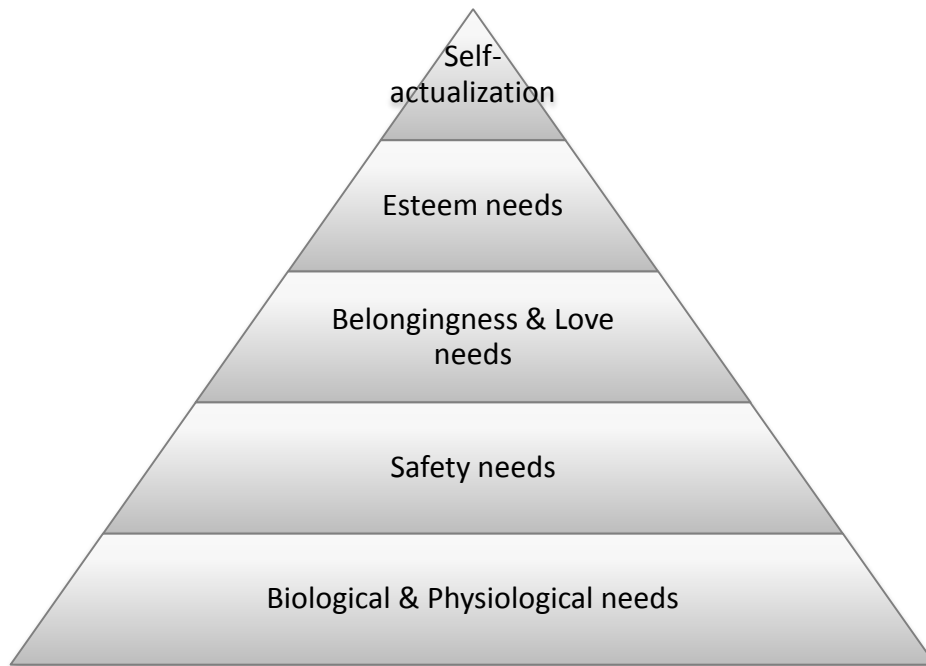 Self-
actualization
Esteem needs
Belongingness & Love
needs
Safety needs
Biological & Physiological needs